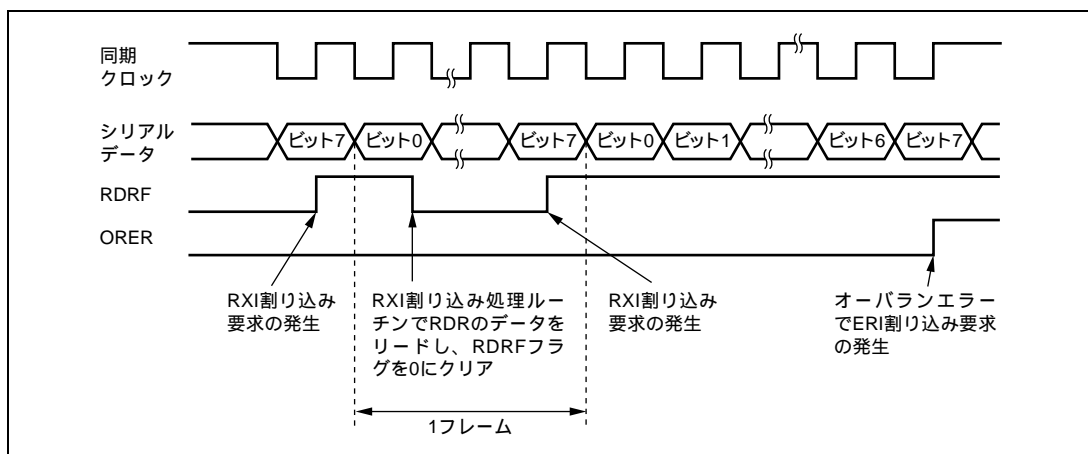 同期
クロック
シリアル
データ
ビット7
ビット0
ビット7
ビット0
ビット1
ビット6
ビット7
RDRF
ORER
RXI割り込み
要求の発生
RXI割り込み処理ルー
チンでRDRのデータを
リードし、RDRFフラ
グを0にクリア
RXI割り込み
要求の発生
オーバランエラー
でERI割り込み要求
の発生
1フレーム